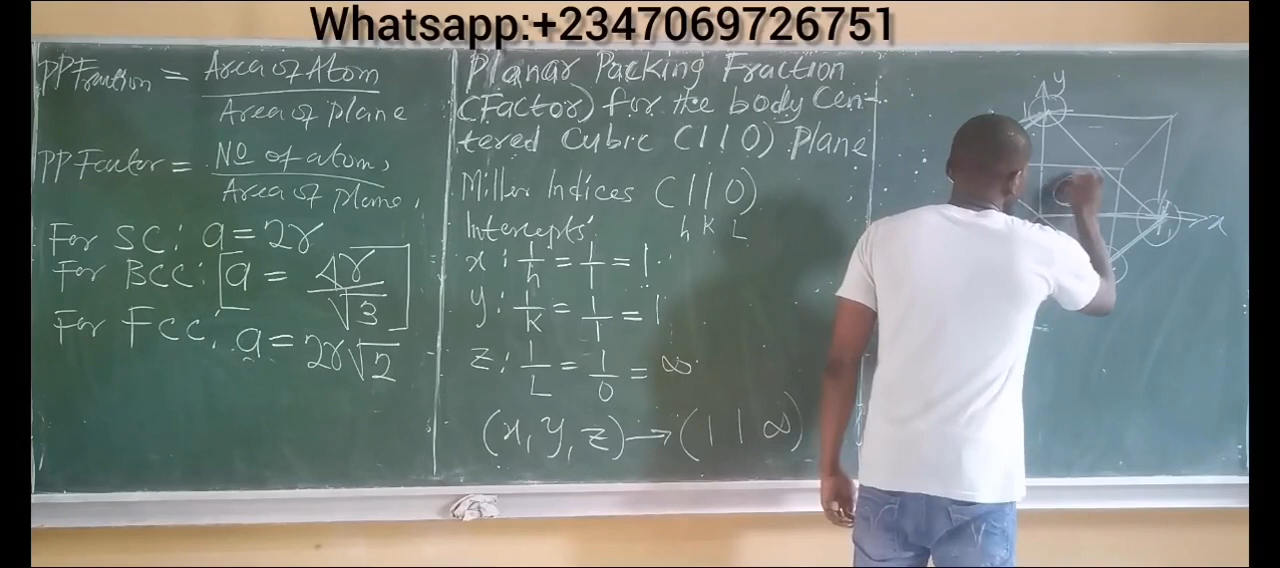 Whatsapp:+2347069726751
PPFraction = Area of Atom
Area of plane
PPFactor = No of atoms
Area of plane,
For SC: a = 2r
For BCC: [a = 4r
√3]
For FCC: a = 2r√2
Planar Packing Fraction
(Factor) for the body Cen-
tered Cubic (110) plane
Miller Indices (110)
Intercepts: h k L
x: 1/h = 1/1 = 1
y: 1/k = 1/1 = 1
z: 1/L = 1/0 = ∞
(x, y, z) → (1 1 ∞)
y
x